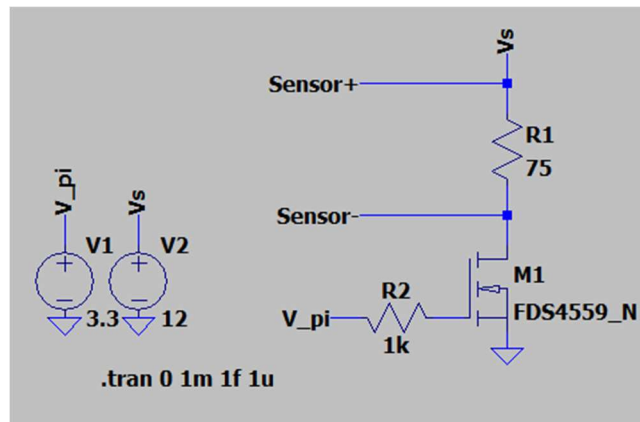 Vs
Sensor+
R1
75
V_pi
Vs
Sensor-
V1
V2
M1
R2
FDS4559_N
V_pi
3.3
12
1k
.tran 0 1m 1f 1u